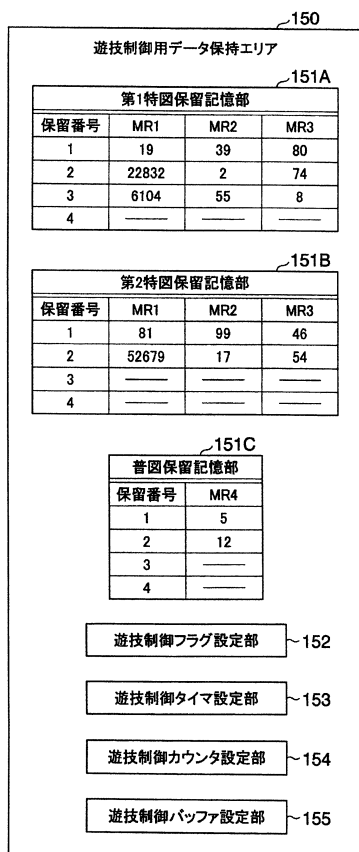 150
遊技制御用データ保持エリア
151A
第1特図保留記憶部
保留番号 MR1 MR2 MR3
1 19 39 80
2 22832 2 74
3 6104 55 8
4 ——— ——— ———
151B
第2特図保留記憶部
保留番号 MR1 MR2 MR3
1 81 99 46
2 52679 17 54
3 ——— ——— ———
4 ——— ——— ———
151C
普図保留記憶部
保留番号 MR4
1 5
2 12
3 ———
4 ———
遊技制御フラグ設定部 152
遊技制御タイマ設定部 153
遊技制御カウンタ設定部 154
遊技制御バッファ設定部 155